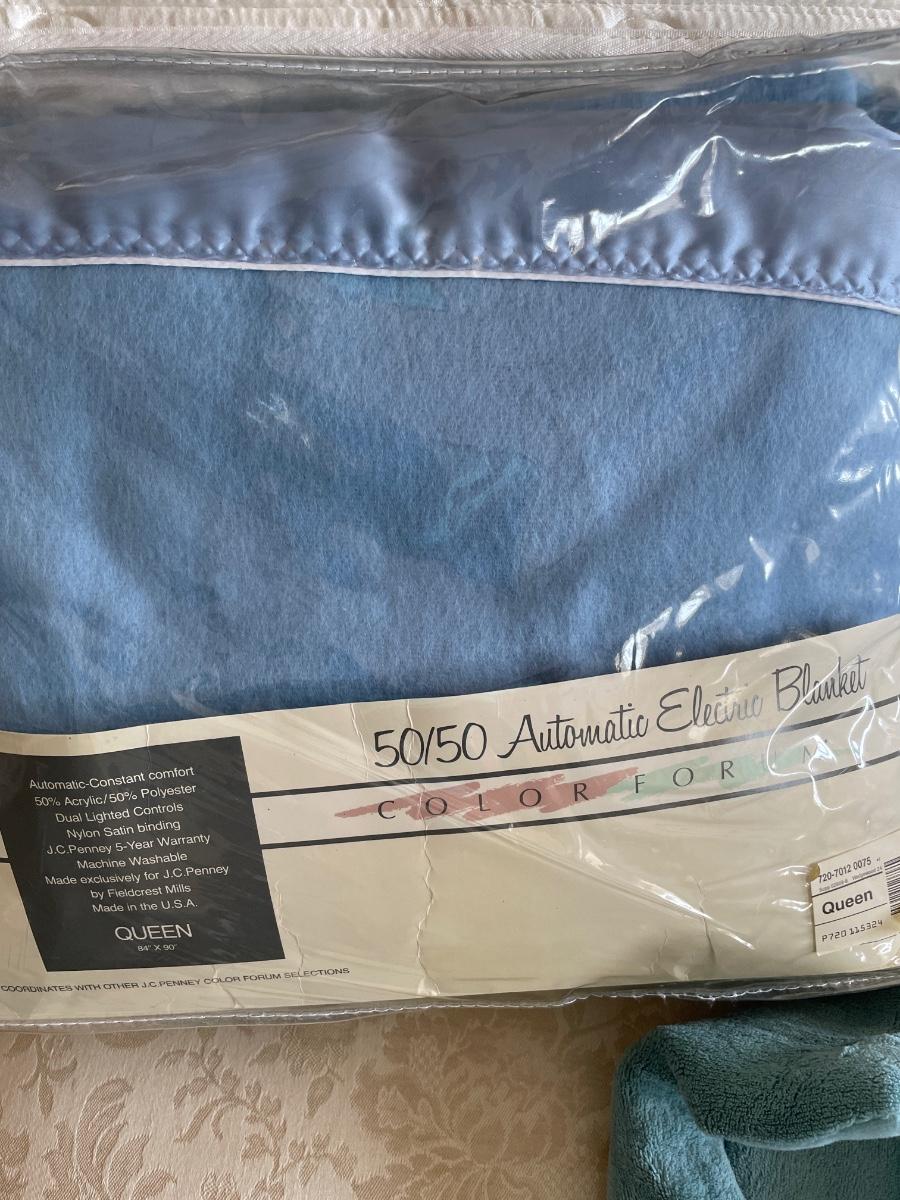 50/50 Automatic Electric Blanket
COLOR FORUM
Automatic-Constant comfort
50% Acrylic/50% Polyester
Dual Lighted Controls
Nylon Satin binding
J.C.Penney 5-Year Warranty
Machine Washable
Made exclusively for J.C.Penney
by Fieldcrest Mills
Made in the U.S.A.
QUEEN
84" X 90"
COORDINATES WITH OTHER J.C.PENNEY COLOR FORUM SELECTIONS
720-7012 0075
Queen
P720 115324